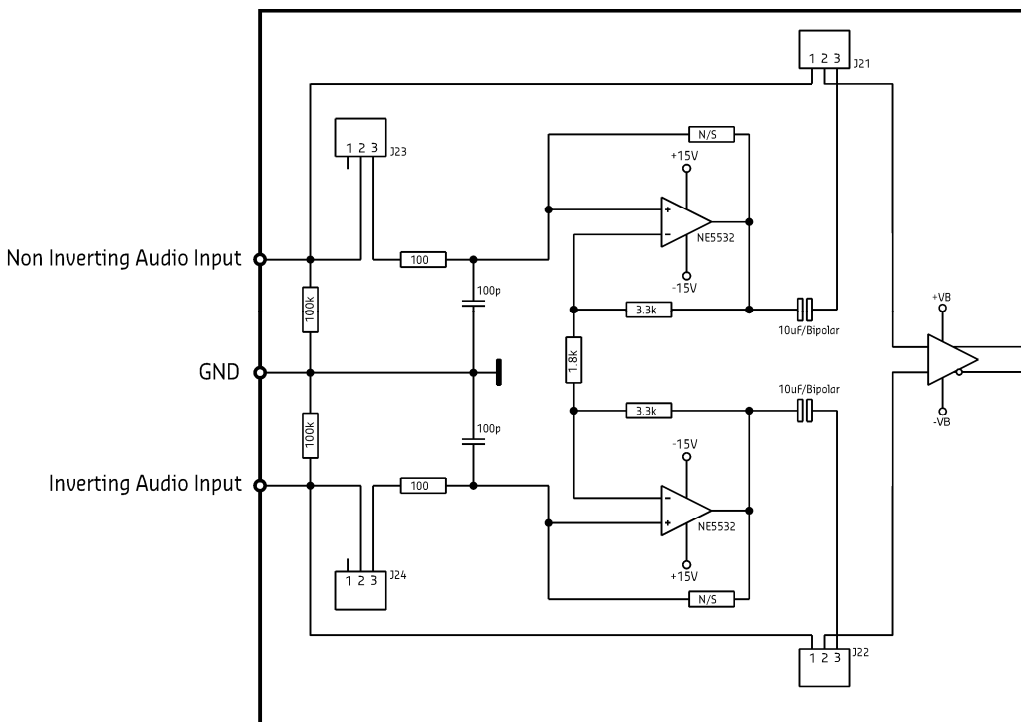 1 2 3
J21
1 2 3
J23
N/S
+15V
+
−
NE5532
-15V
Non Inverting Audio Input
100
100k
100p
3.3k
10uF/Bipolar
+VB
1.8k
GND
-VB
100k
100p
10uF/Bipolar
3.3k
-15V
Inverting Audio Input
100
−
+
NE5532
+15V
1 2 3
J24
N/S
1 2 3
J22